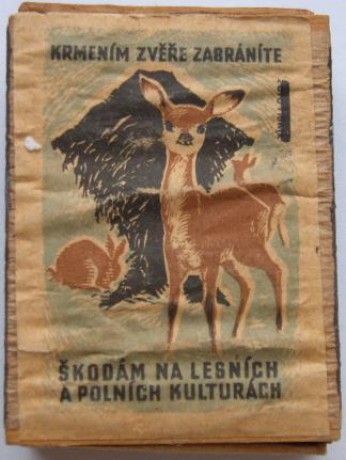 KRMENÍM ZVĚŘE ZABRÁNÍTE
ŠKODÁM NA LESNÍCH
A POLNÍCH KULTURÁCH